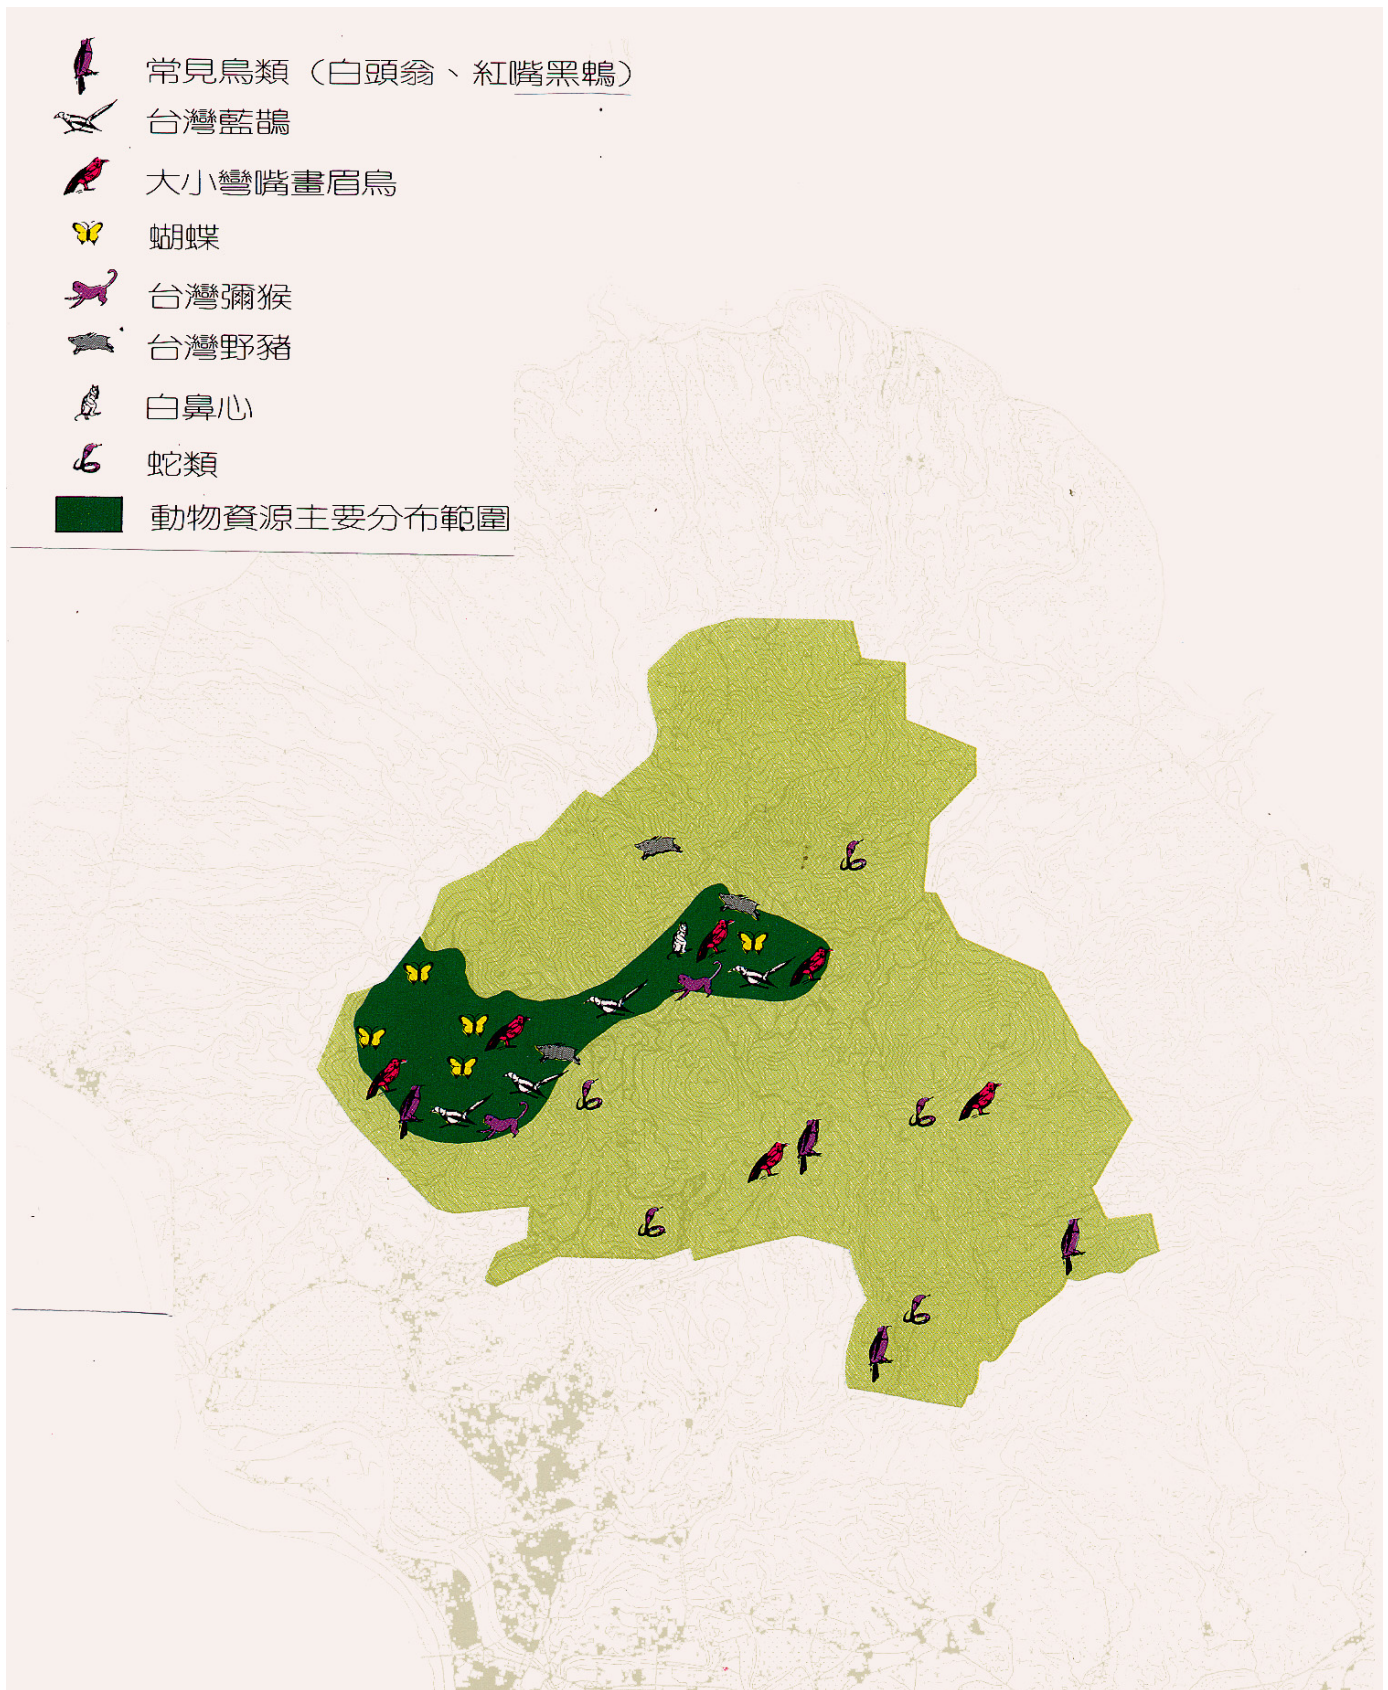 常見鳥類（白頭翁、紅嘴黑鵯）
台灣藍鵲
大小彎嘴畫眉鳥
蝴蝶
台灣彌猴
台灣野豬
白鼻心
蛇類
動物資源主要分布範圍